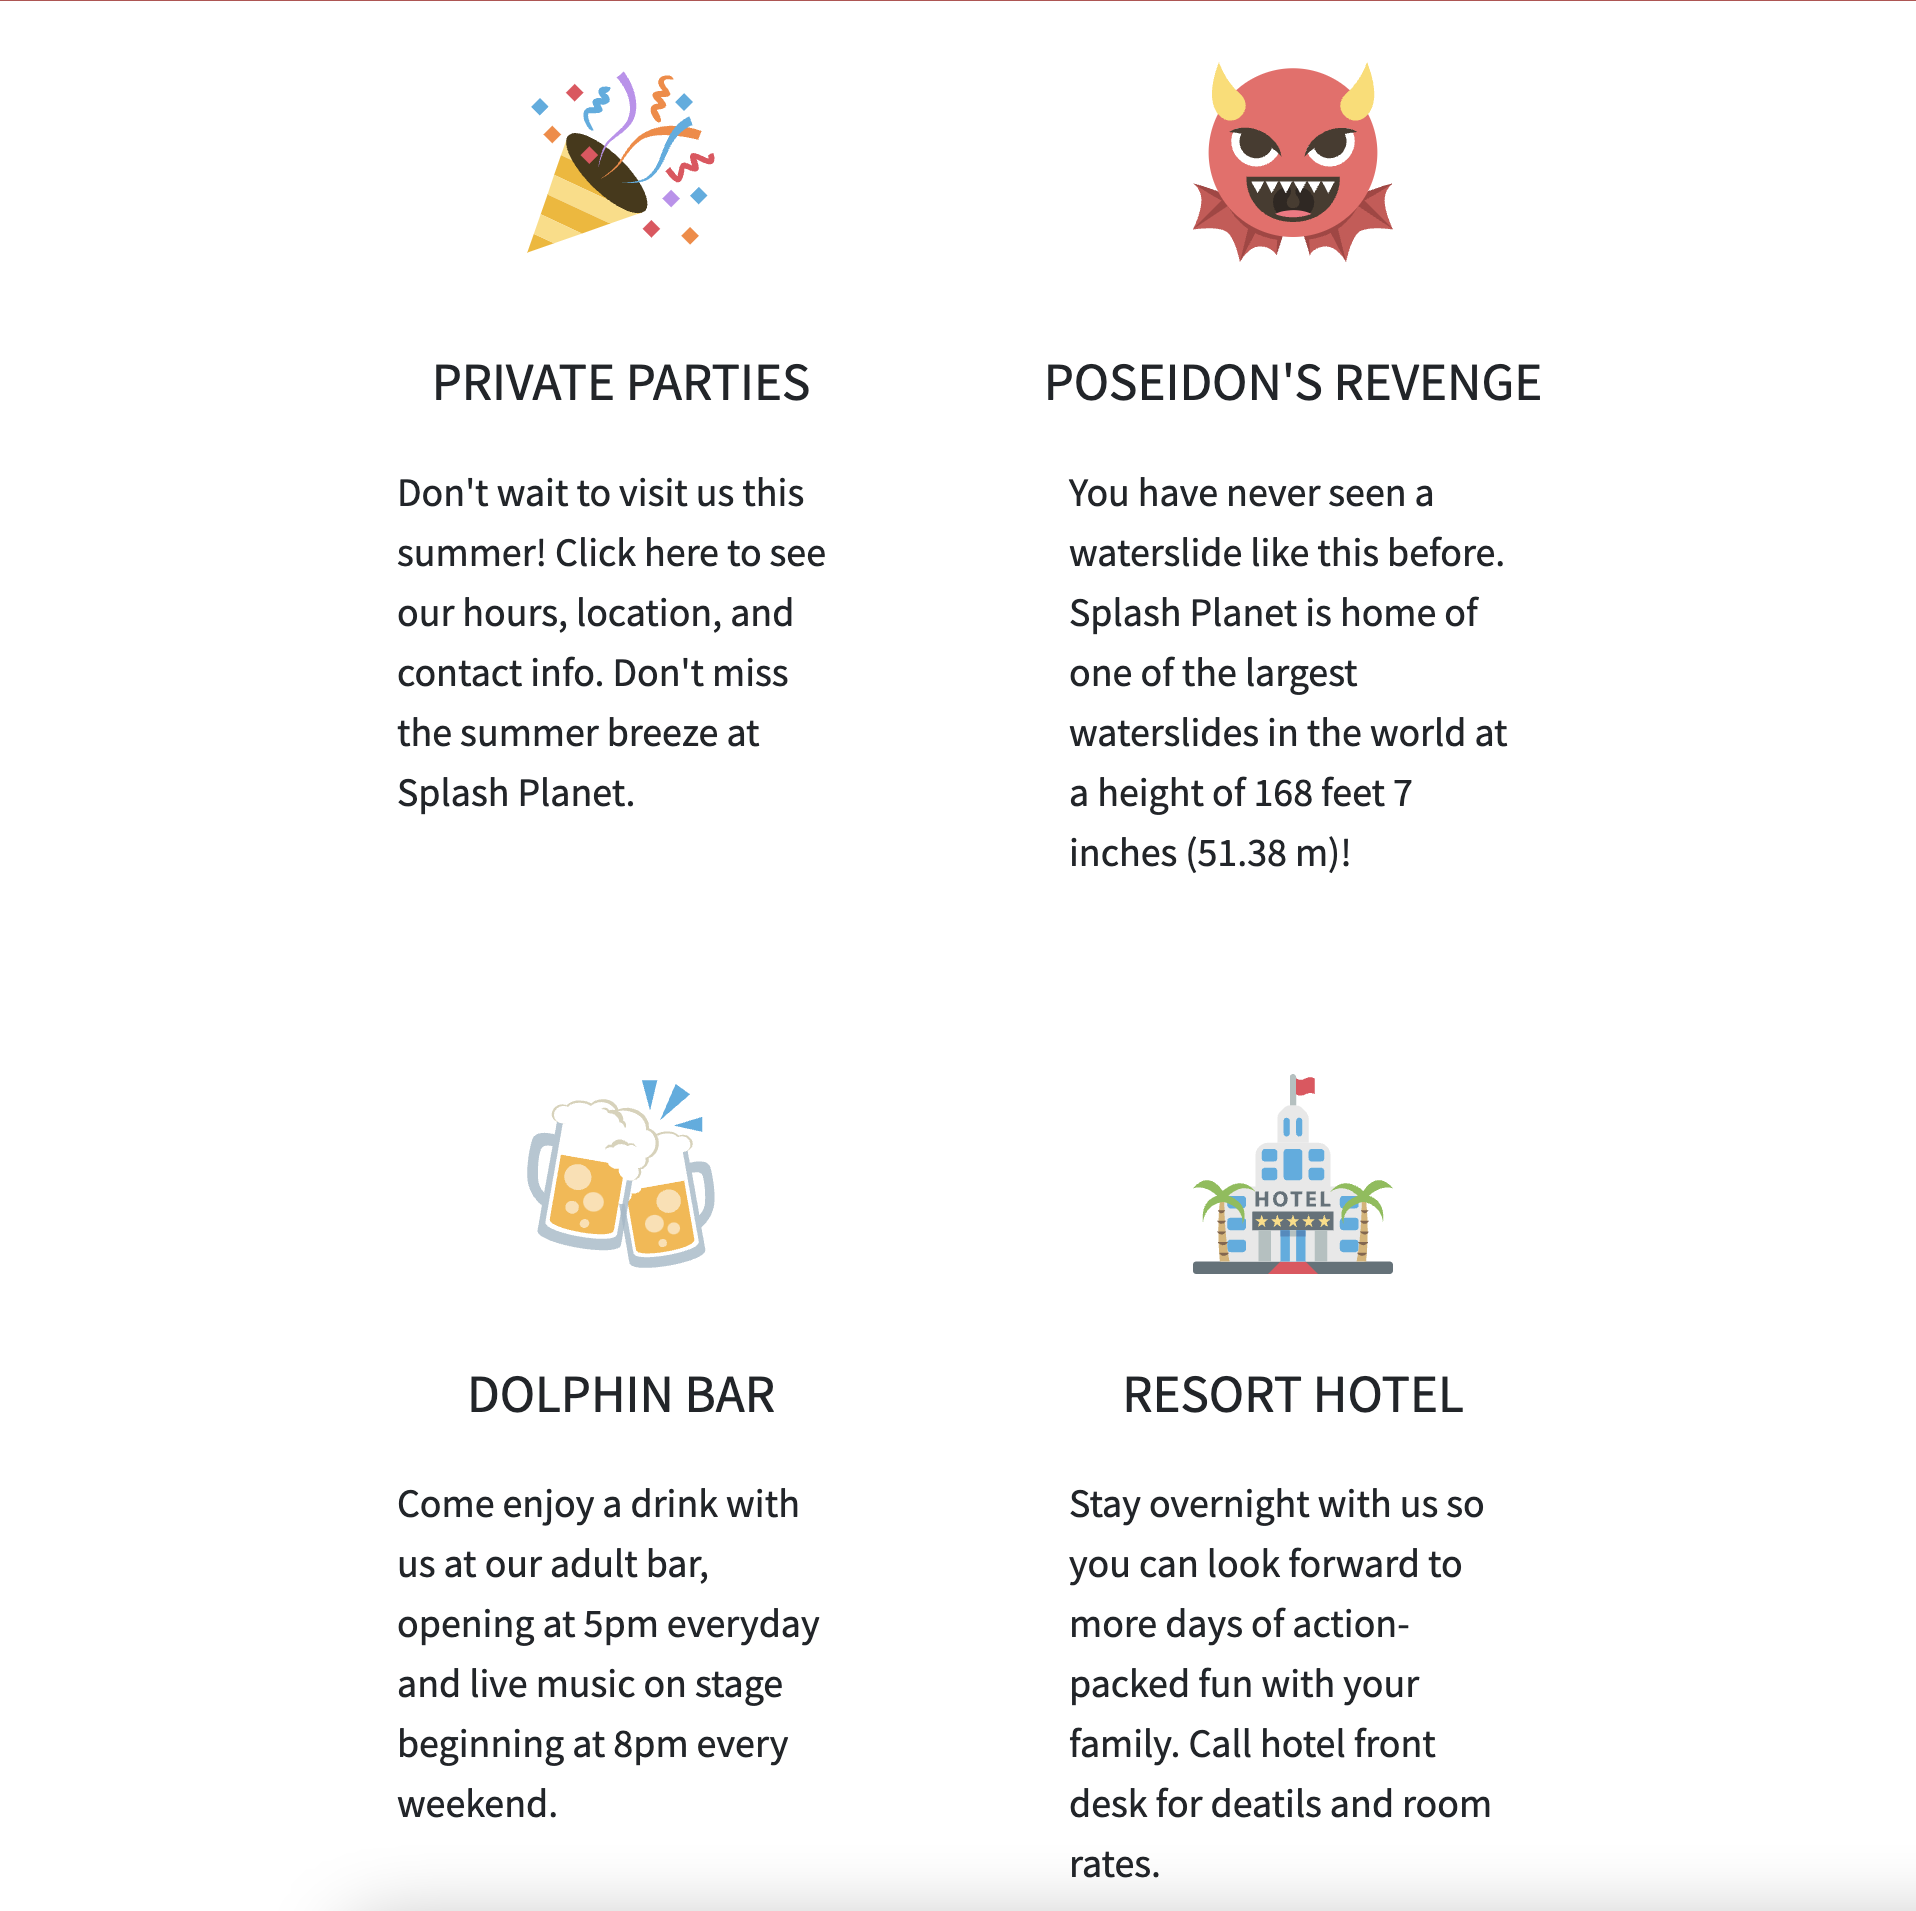 PRIVATE PARTIES
Don't wait to visit us this
summer! Click here to see
our hours, location, and
contact info. Don't miss
the summer breeze at
Splash Planet.
POSEIDON'S REVENGE
You have never seen a
waterslide like this before.
Splash Planet is home of
one of the largest
waterslides in the world at
a height of 168 feet 7
inches (51.38 m)!
DOLPHIN BAR
Come enjoy a drink with
us at our adult bar,
opening at 5pm everyday
and live music on stage
beginning at 8pm every
weekend.
HOTEL
RESORT HOTEL
Stay overnight with us so
you can look forward to
more days of action-
packed fun with your
family. Call hotel front
desk for deatils and room
rates.